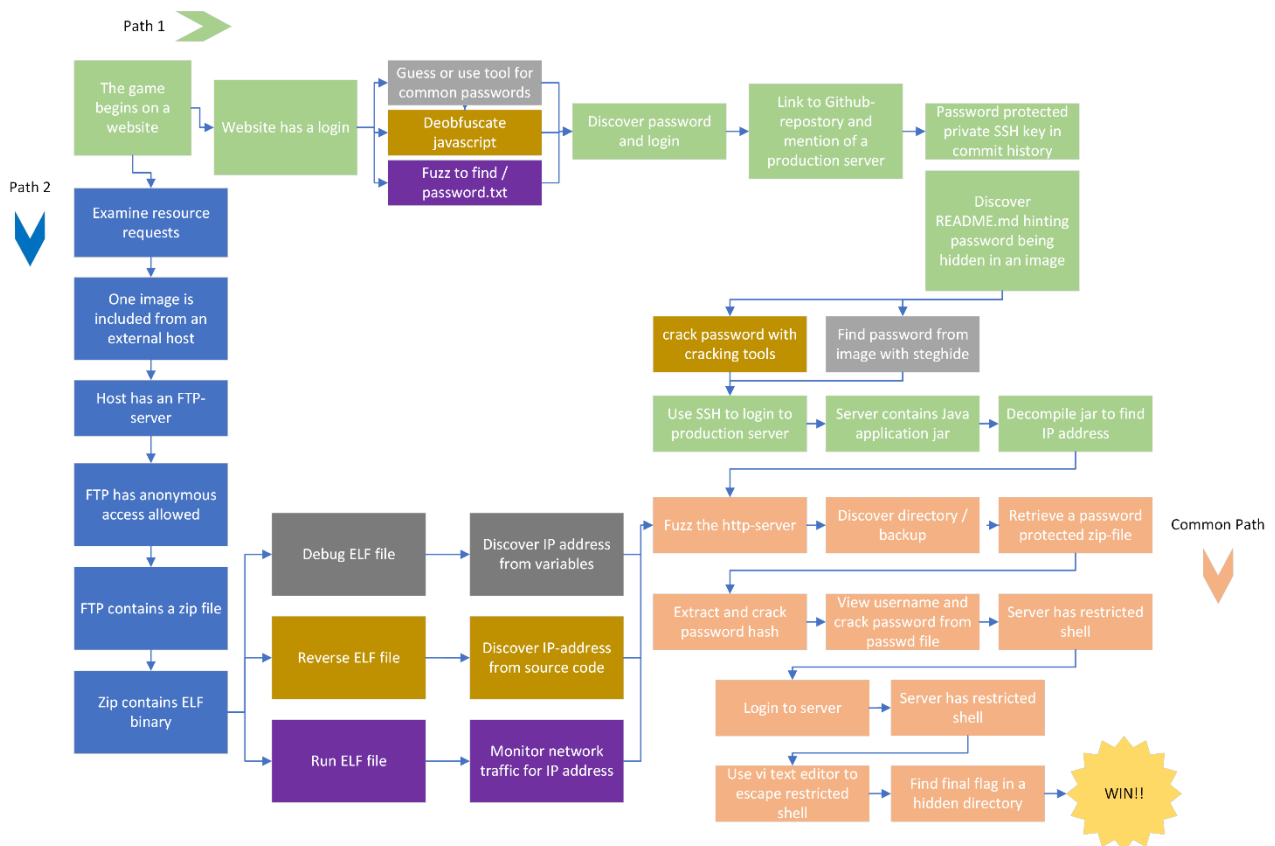 Path 1
The game
begins on a
website
Website has a login
Guess or use tool for
common passwords
Deobfuscate
javascript
Fuzz to find /
password.txt
Discover password
and login
Link to Github-
repostory and
mention of a
production server
Password protected
private SSH key in
commit history
Discover
README.md hinting
password being
hidden in an image
crack password with
cracking tools
Find password from
image with steghide
Use SSH to login to
production server
Server contains Java
application jar
Decompile jar to find
IP address
Path 2
Examine resource
requests
One image is
included from an
external host
Host has an FTP-
server
FTP has anonymous
access allowed
FTP contains a zip file
Zip contains ELF
binary
Debug ELF file
Discover IP address
from variables
Reverse ELF file
Discover IP-address
from source code
Run ELF file
Monitor network
traffic for IP address
Common Path
Fuzz the http-server
Discover directory /
backup
Retrieve a password
protected zip-file
Extract and crack
password hash
View username and
crack password from
passwd file
Server has restricted
shell
Login to server
Server has restricted
shell
Use vi text editor to
escape restricted
shell
Find final flag in a
hidden directory
WIN!!